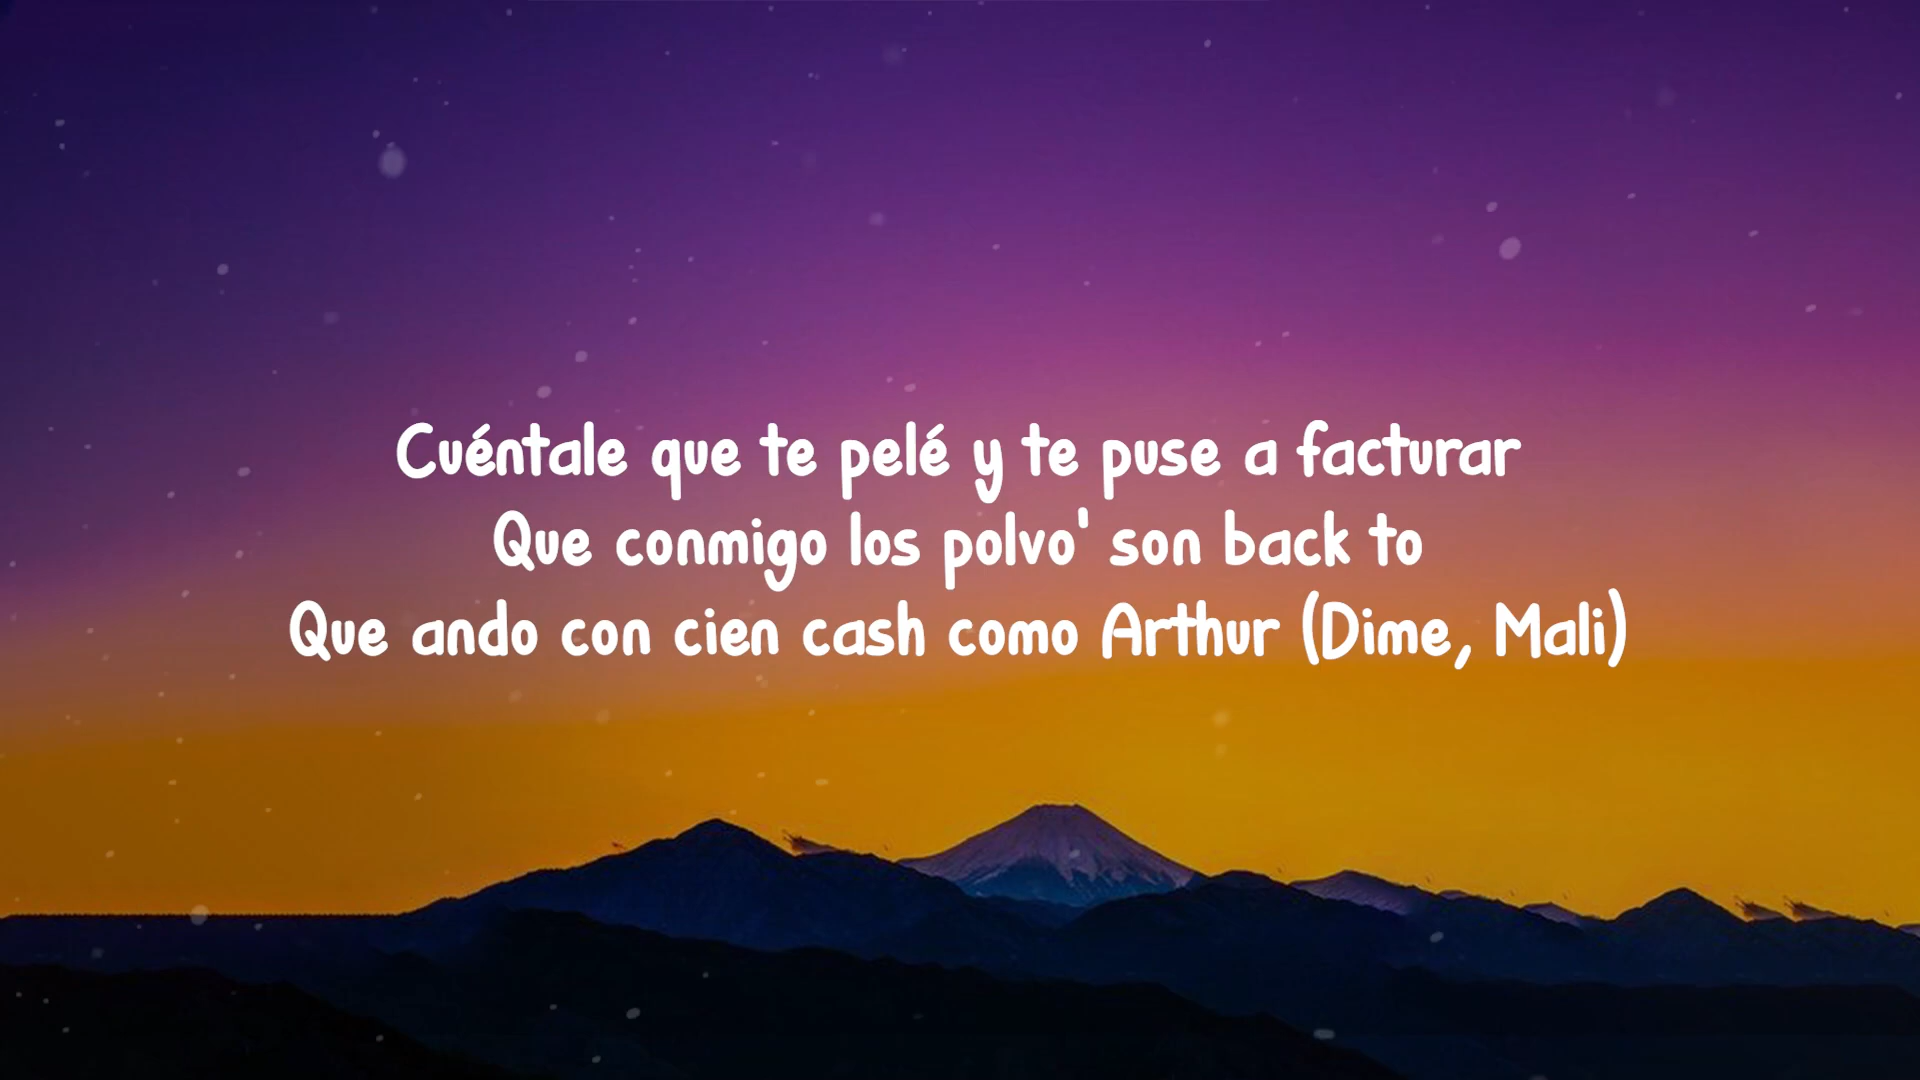 Cuéntale que te pelé y te puse a facturar
Que conmigo los polvo' son back to
Que ando con cien cash como Arthur (Dime, Mali)